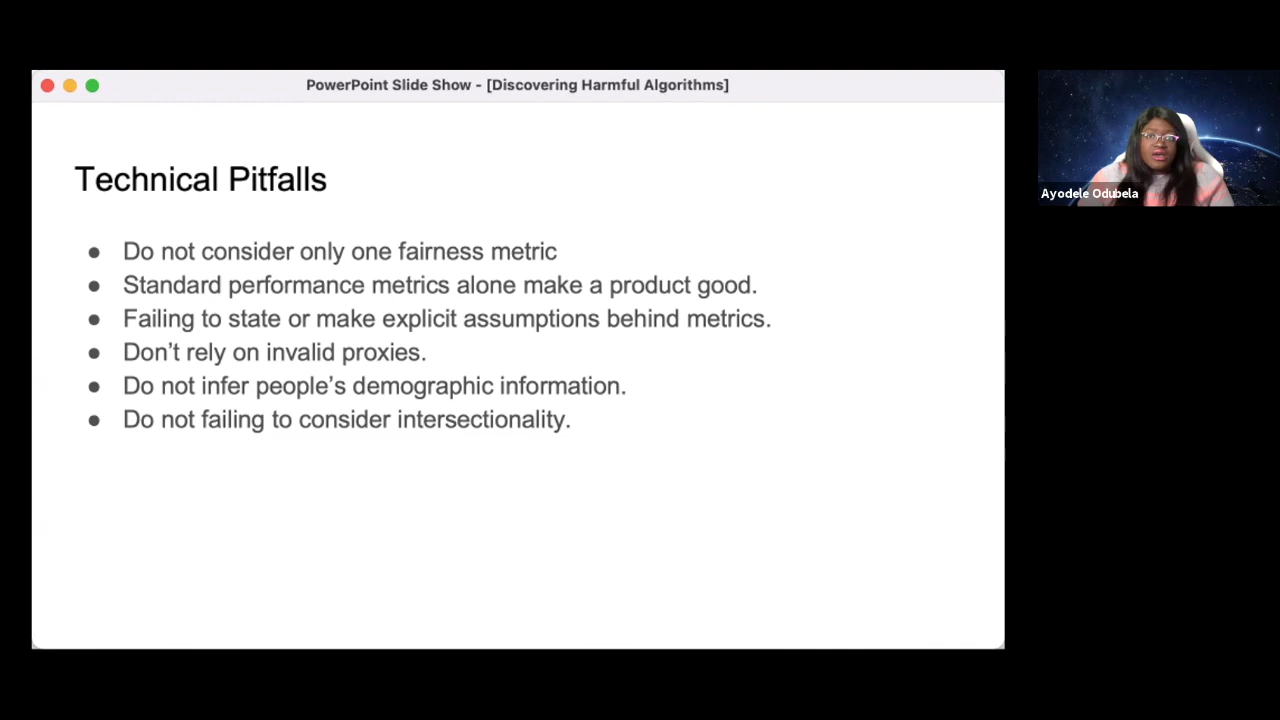 PowerPoint Slide Show - [Discovering Harmful Algorithms]
Technical Pitfalls
● Do not consider only one fairness metric
● Standard performance metrics alone make a product good.
● Failing to state or make explicit assumptions behind metrics.
● Don’t rely on invalid proxies.
● Do not infer people’s demographic information.
● Do not failing to consider intersectionality.
Ayodele Odubela